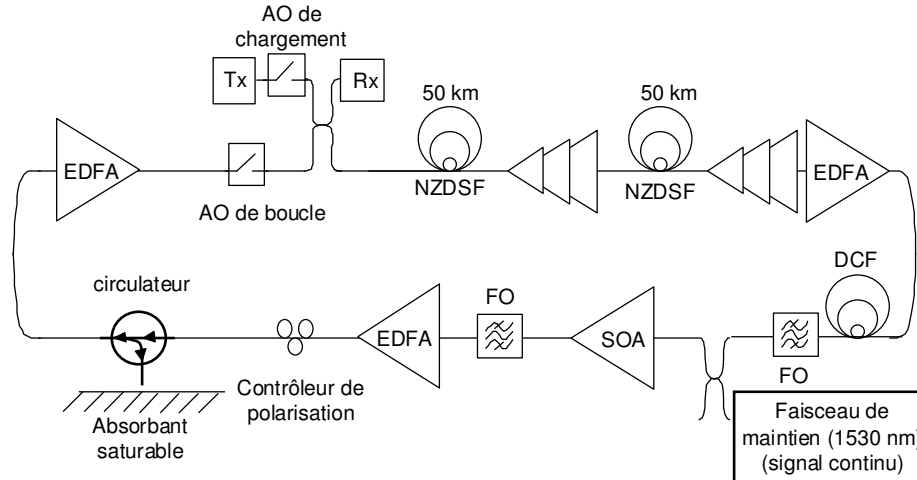 AO de
chargement
Tx
Rx
50 km
50 km
EDFA
NZDSF
NZDSF
EDFA
AO de boucle
DCF
circulateur
FO
EDFA
SOA
FO
Contrôleur de
polarisation
Absorbant
saturable
Faisceau de
maintien (1530 nm)
(signal continu)